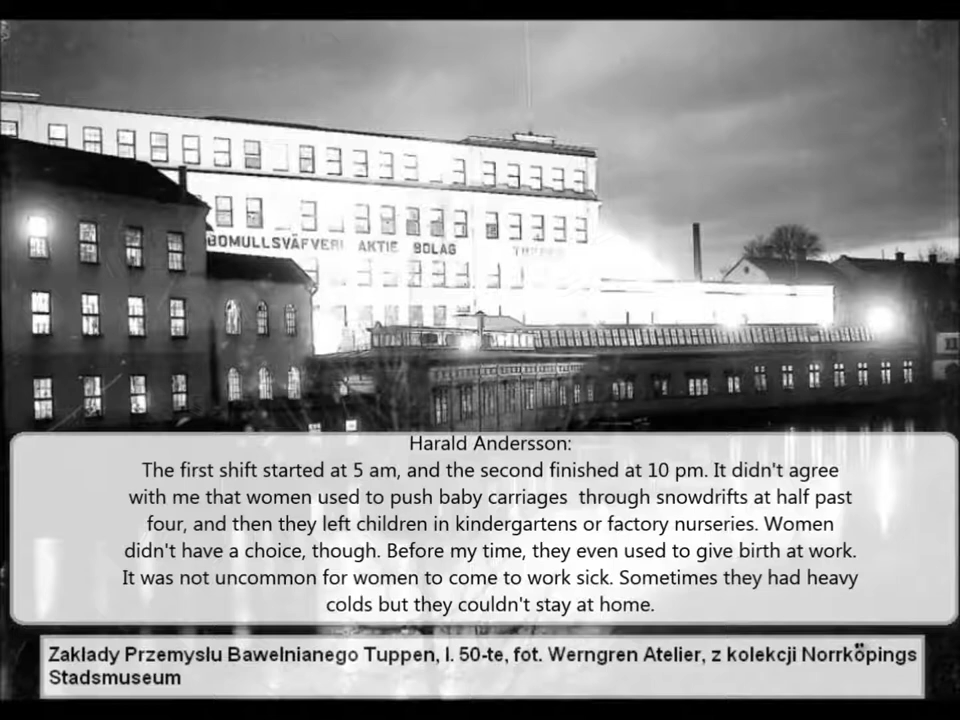 BOMULLSVÄFVERI AKTIE BOLAG TUPPEN
Harald Andersson:
The first shift started at 5 am, and the second finished at 10 pm. It didn't agree
with me that women used to push baby carriages  through snowdrifts at half past
four, and then they left children in kindergartens or factory nurseries. Women
didn't have a choice, though. Before my time, they even used to give birth at work.
It was not uncommon for women to come to work sick. Sometimes they had heavy
colds but they couldn't stay at home.
Zaklady Przemyslu Bawelnianego Tuppen, l. 50-te, fot. Werngren Atelier, z kolekcji Norrköpings
Stadsmuseum